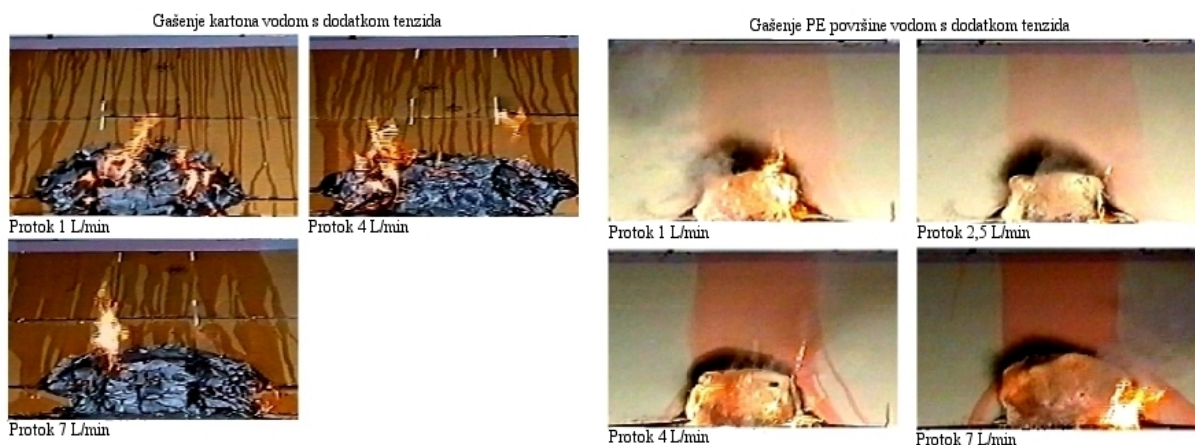 Gašenje kartona vodom s dodatkom tenzida
Protok 1 L/min
Protok 4 L/min
Protok 7 L/min
Gašenje PE površine vodom s dodatkom tenzida
Protok 1 L/min
Protok 2,5 L/min
Protok 4 L/min
Protok 7 L/min